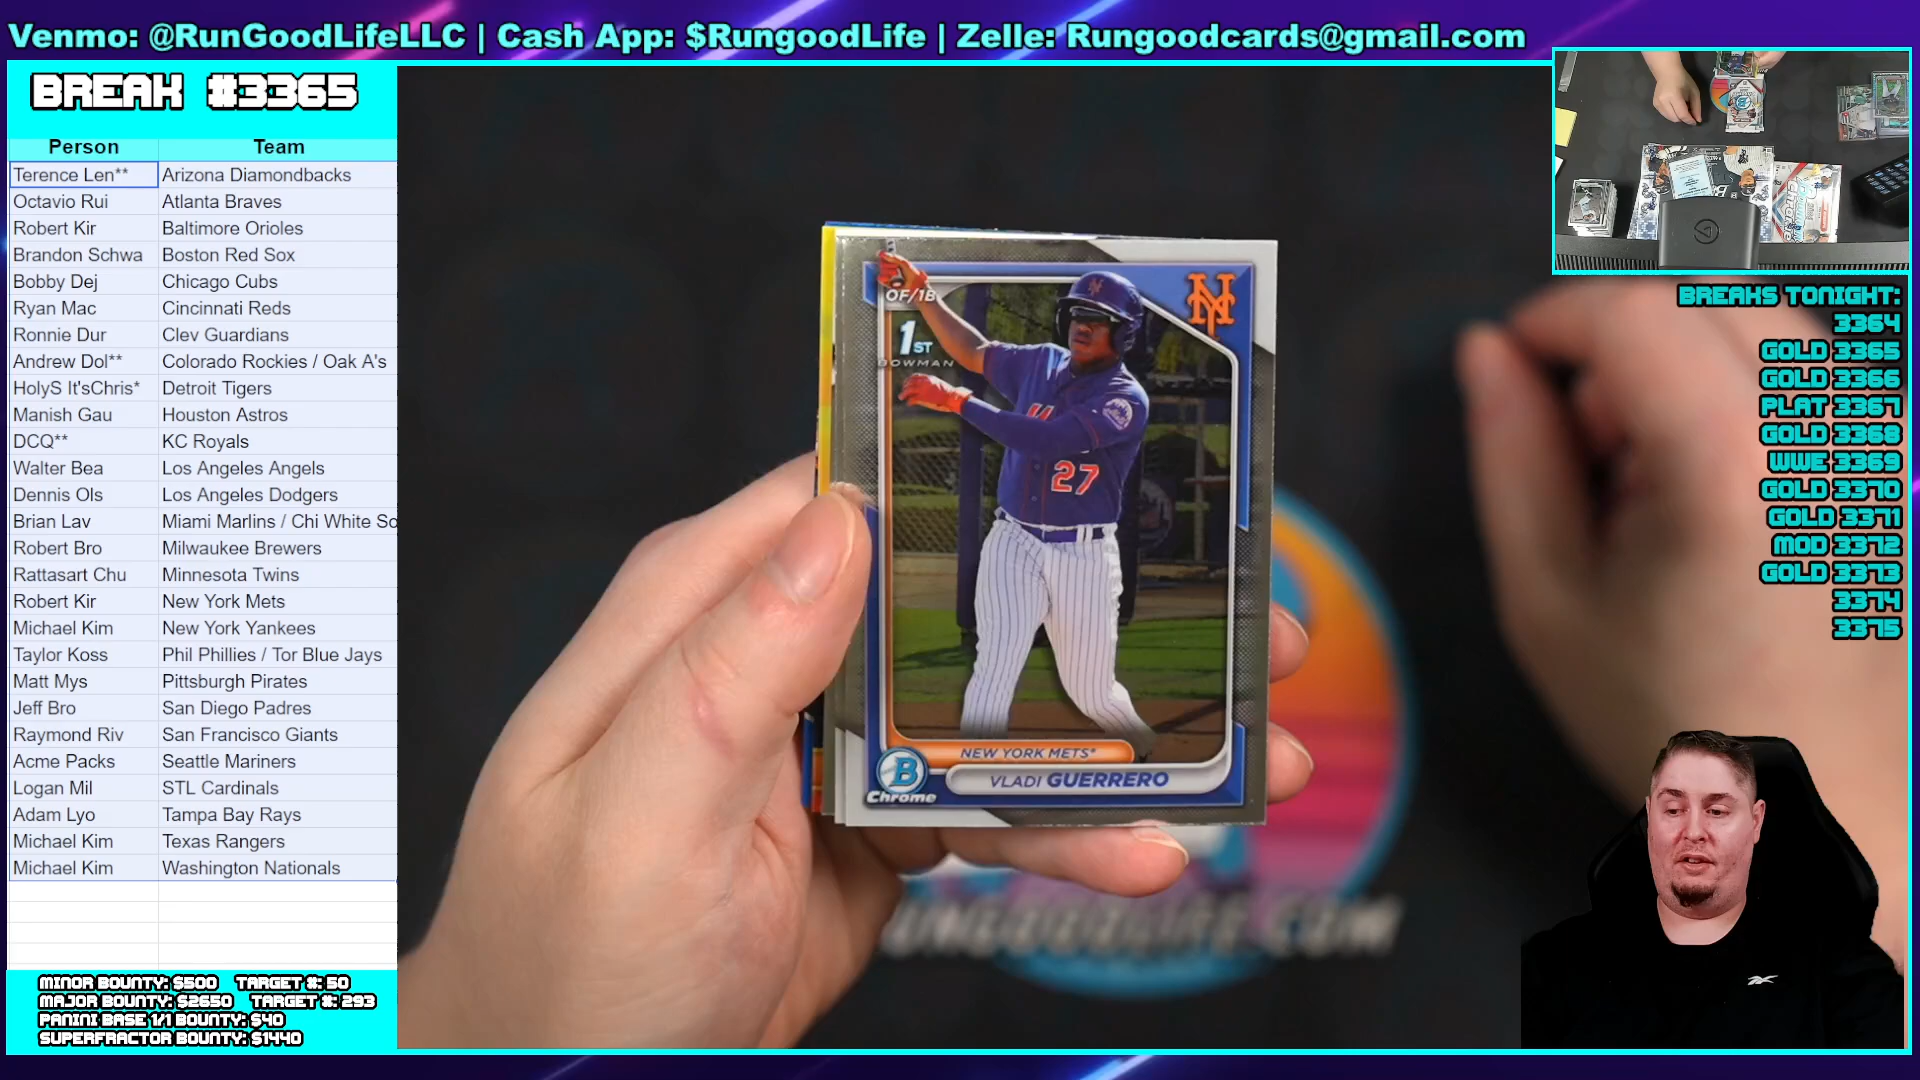 Venmo: @RunGoodLifeLLC | Cash App: $RungoodLife | Zelle: Rungoodcards@gmail.com
BREAK #3365
Person Team
Terence Len** Arizona Diamondbacks
Octavio Rui Atlanta Braves
Robert Kir Baltimore Orioles
Brandon Schwa Boston Red Sox
Bobby Dej Chicago Cubs
Ryan Mac Cincinnati Reds
Ronnie Dur Clev Guardians
Andrew Dol** Colorado Rockies / Oak A's
HolyS It'sChris* Detroit Tigers
Manish Gau Houston Astros
DCQ** KC Royals
Walter Bea Los Angeles Angels
Dennis Ols Los Angeles Dodgers
Brian Lav Miami Marlins / Chi White So
Robert Bro Milwaukee Brewers
Rattasart Chu Minnesota Twins
Robert Kir New York Mets
Michael Kim New York Yankees
Taylor Koss Phil Phillies / Tor Blue Jays
Matt Mys Pittsburgh Pirates
Jeff Bro San Diego Padres
Raymond Riv San Francisco Giants
Acme Packs Seattle Mariners
Logan Mil STL Cardinals
Adam Lyo Tampa Bay Rays
Michael Kim Texas Rangers
Michael Kim Washington Nationals
MINOR BOUNTY: $500 TARGET #: 50
MAJOR BOUNTY: $2650 TARGET #: 293
PANINI BASE 1/1 BOUNTY: $40
SUPERFRACTOR BOUNTY: $1440
OF/1B
1ST
BOWMAN
NY
27
NEW YORK METS*
VLADI GUERRERO
B
Chrome
RUNGOODLIFE.COM
BREAKS TONIGHT:
3364
GOLD 3365
GOLD 3366
PLAT 3367
GOLD 3368
WWE 3369
GOLD 3370
GOLD 3371
MOD 3372
GOLD 3373
3374
3375